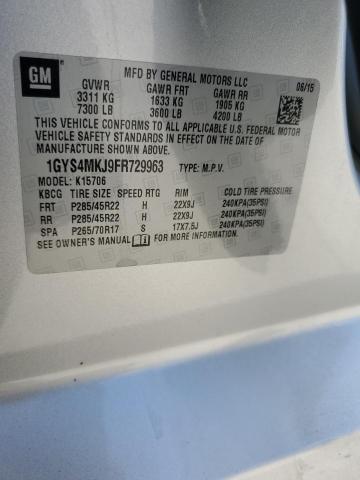 GM
MFD BY GENERAL MOTORS LLC 06/15
GVWR GAWR FRT GAWR RR
3311 KG 1633 KG 1905 KG
7300 LB 3600 LB 4200 LB
THIS VEHICLE CONFORMS TO ALL APPLICABLE U.S. FEDERAL MOTOR
VEHICLE SAFETY STANDARDS IN EFFECT ON THE DATE OF
MANUFACTURE SHOWN ABOVE.
1GYS4MKJ9FR729963 TYPE: M.P.V.
MODEL: K15706
KBCG TIRE SIZE SPEED RTG RIM COLD TIRE PRESSURE
FRT P285/45R22 H 22X9J 240KPA(35PSI)
RR P285/45R22 H 22X9J 240KPA(35PSI)
SPA P265/70R17 S 17X7.5J 240KPA(35PSI)
SEE OWNER'S MANUAL FOR MORE INFORMATION